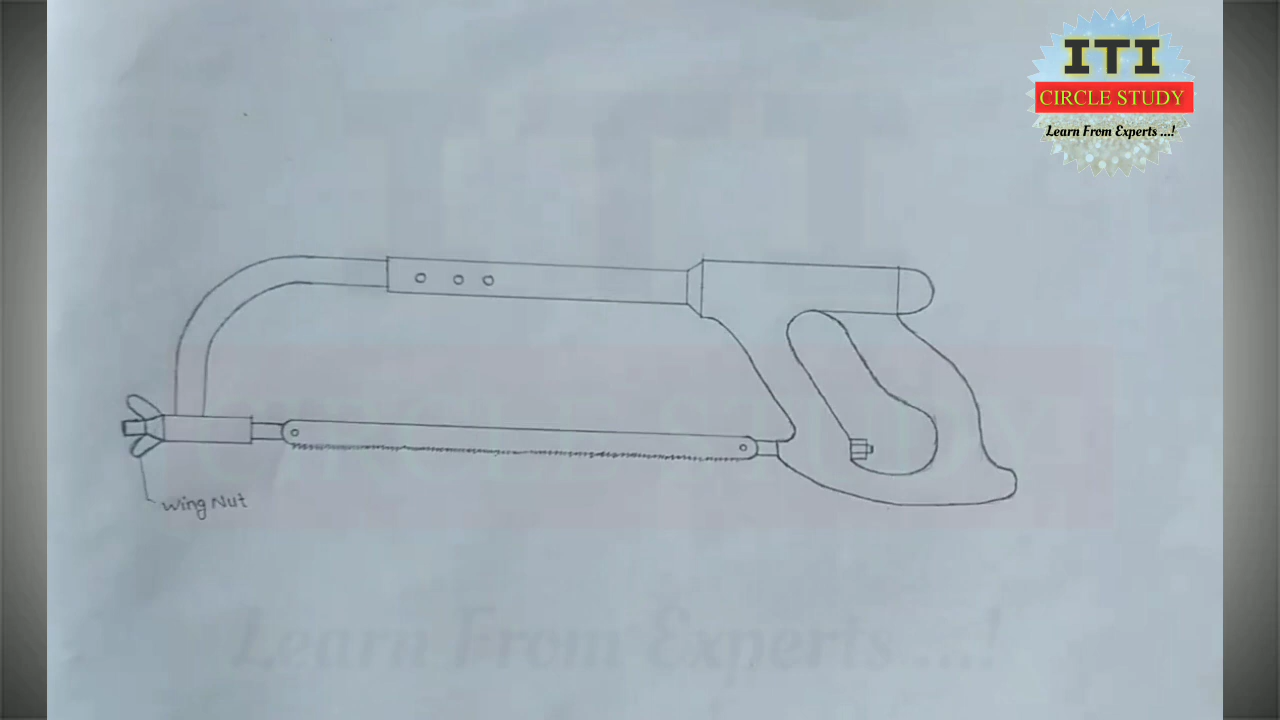 ITI
CIRCLE STUDY
Learn From Experts ...!
Wing Nut
Learn From Experts ...!